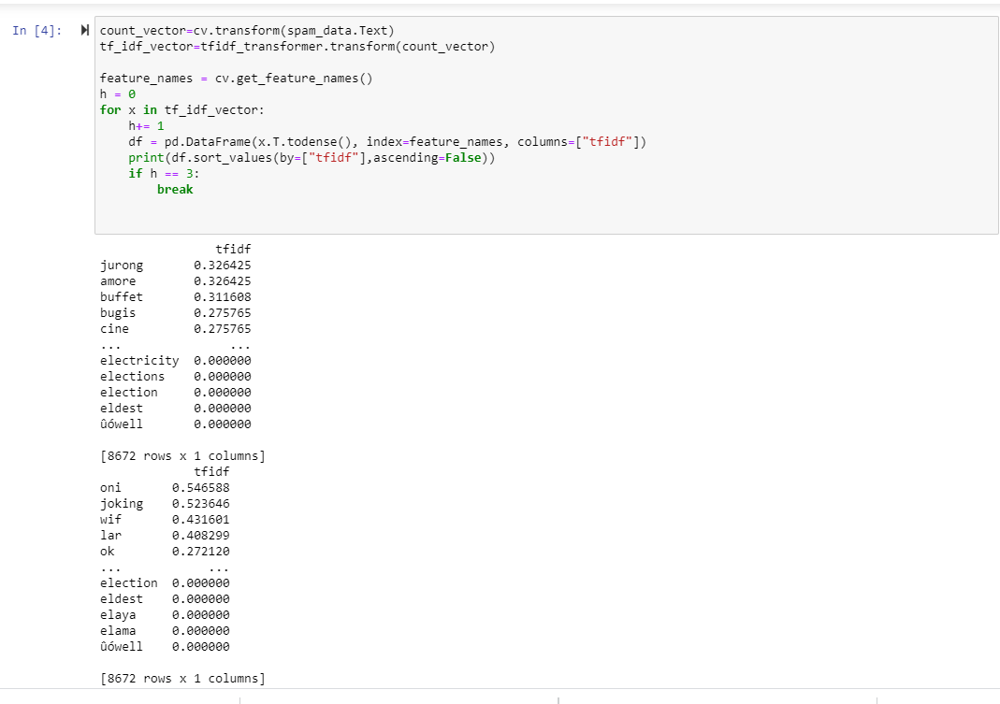 In [4]:
count_vector=cv.transform(spam_data.Text)
tf_idf_vector=tfidf_transformer.transform(count_vector)

feature_names = cv.get_feature_names()
h = 0
for x in tf_idf_vector:
    h+= 1
    df = pd.DataFrame(x.T.todense(), index=feature_names, columns=["tfidf"])
    print(df.sort_values(by=["tfidf"],ascending=False))
    if h == 3:
        break

                tfidf
jurong       0.326425
amore        0.326425
buffet       0.311608
bugis        0.275765
cine         0.275765
...               ...
electricity  0.000000
elections    0.000000
election     0.000000
eldest       0.000000
ûówell       0.000000

[8672 rows x 1 columns]
             tfidf
oni       0.546588
joking    0.523646
wif       0.431601
lar       0.408299
ok        0.272120
...            ...
election  0.000000
eldest    0.000000
elaya     0.000000
elama     0.000000
ûówell    0.000000

[8672 rows x 1 columns]